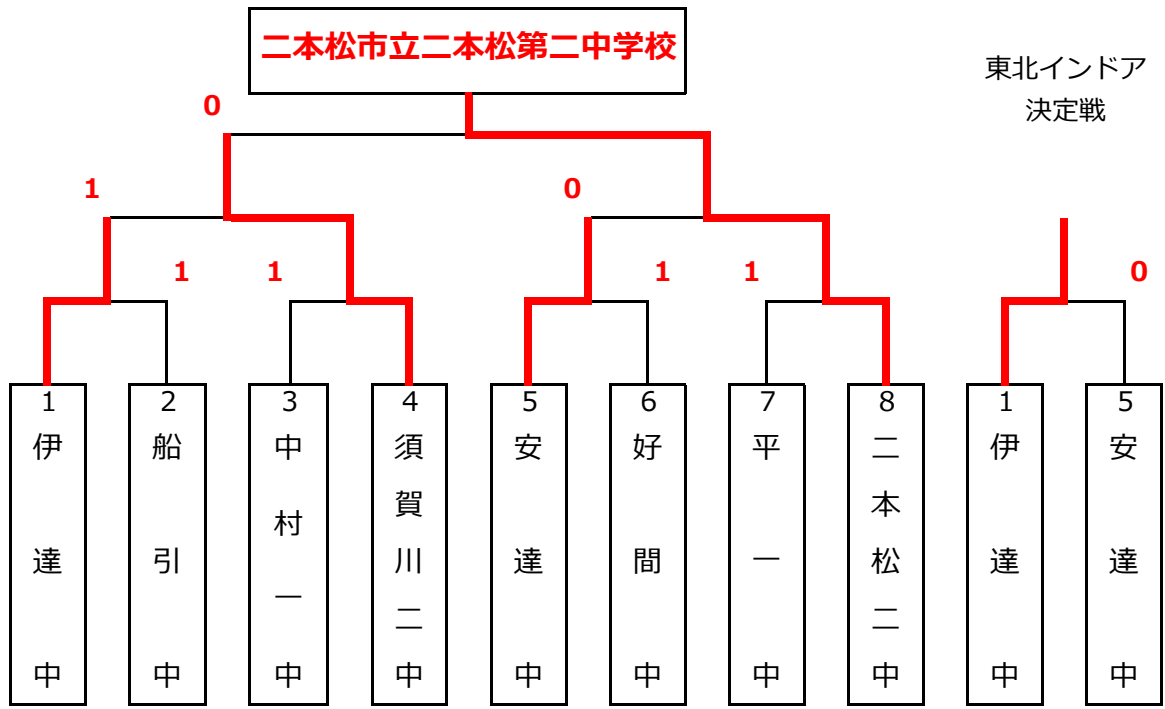 二本松市立二本松第二中学校
東北インドア
決定戦
0
1
0
1
1
1
1
0
1
伊達中
2
船引中
3
中村一中
4
須賀川二中
5
安達中
6
好間中
7
平一中
8
二本松二中
1
伊達中
5
安達中